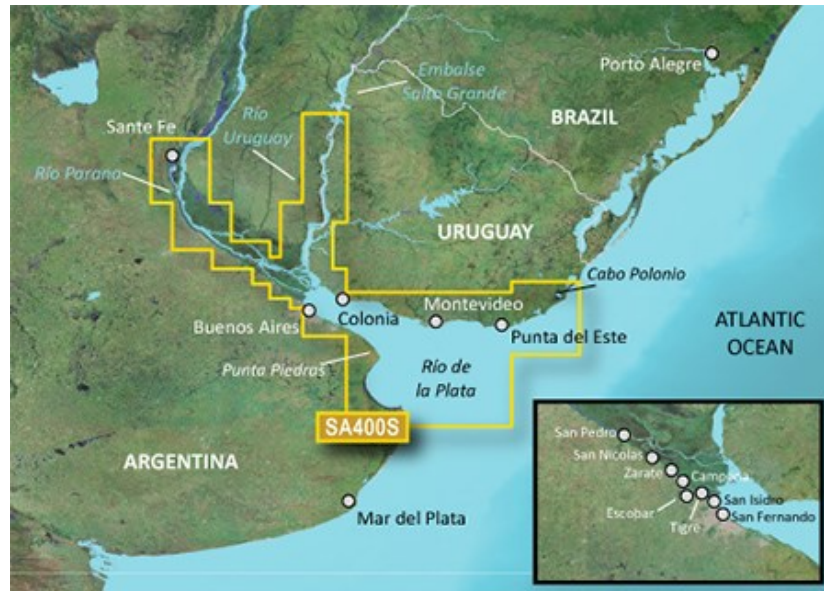 Porto Alegre
Embalse
Salto Grande
BRAZIL
Río
Uruguay
Sante Fe
Río Parana
URUGUAY
Cabo Polonio
Montevideo
Colonia
Buenos Aires
Punta del Este
ATLANTIC
OCEAN
Punta Piedras
Río de
la Plata
SA400S
ARGENTINA
Mar del Plata
San Pedro
San Nicolas
Zarate
Campana
Escobar
San Isidro
Tigre
San Fernando